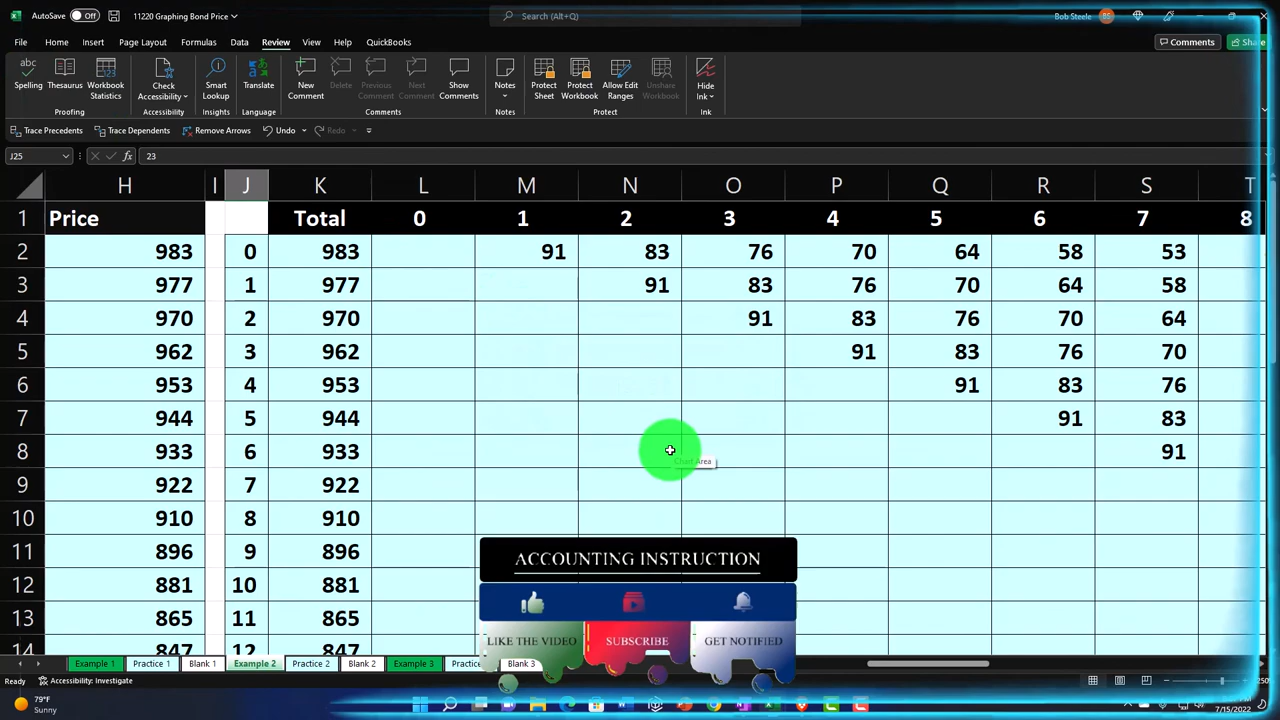 AutoSave Off 11220 Graphing Bond Price Search (Alt+Q) Bob Steele BS
File Home Insert Page Layout Formulas Data Review View Help QuickBooks Comments Share
Spelling Thesaurus Workbook Statistics Check Accessibility Smart Lookup Translate New Comment Delete Previous Comment Next Comment Show Comments Notes Protect Sheet Protect Workbook Allow Edit Ranges Unshare Workbook Hide Ink
Proofing Accessibility Insights Language Comments Notes Protect Ink
Trace Precedents Trace Dependents Remove Arrows Undo Redo
J25 fx 23
H I J K L M N O P Q R S T
1 Price Total 0 1 2 3 4 5 6 7 8
2 983 0 983 91 83 76 70 64 58 53
3 977 1 977 91 83 76 70 64 58
4 970 2 970 91 83 76 70 64
5 962 3 962 91 83 76 70
6 953 4 953 91 83 76
7 944 5 944 91 83
8 933 6 933 91
Chart Area
9 922 7 922
10 910 8 910
11 896 9 896
12 881 10 881
13 865 11 865
14 847 12 847
ACCOUNTING INSTRUCTION
LIKE THE VIDEO SUBSCRIBE GET NOTIFIED
Example 1 Practice 1 Blank 1 Example 2 Practice 2 Blank 2 Example 3 Blank 3
Ready Accessibility: Investigate
79°F
Sunny
7/15/2022